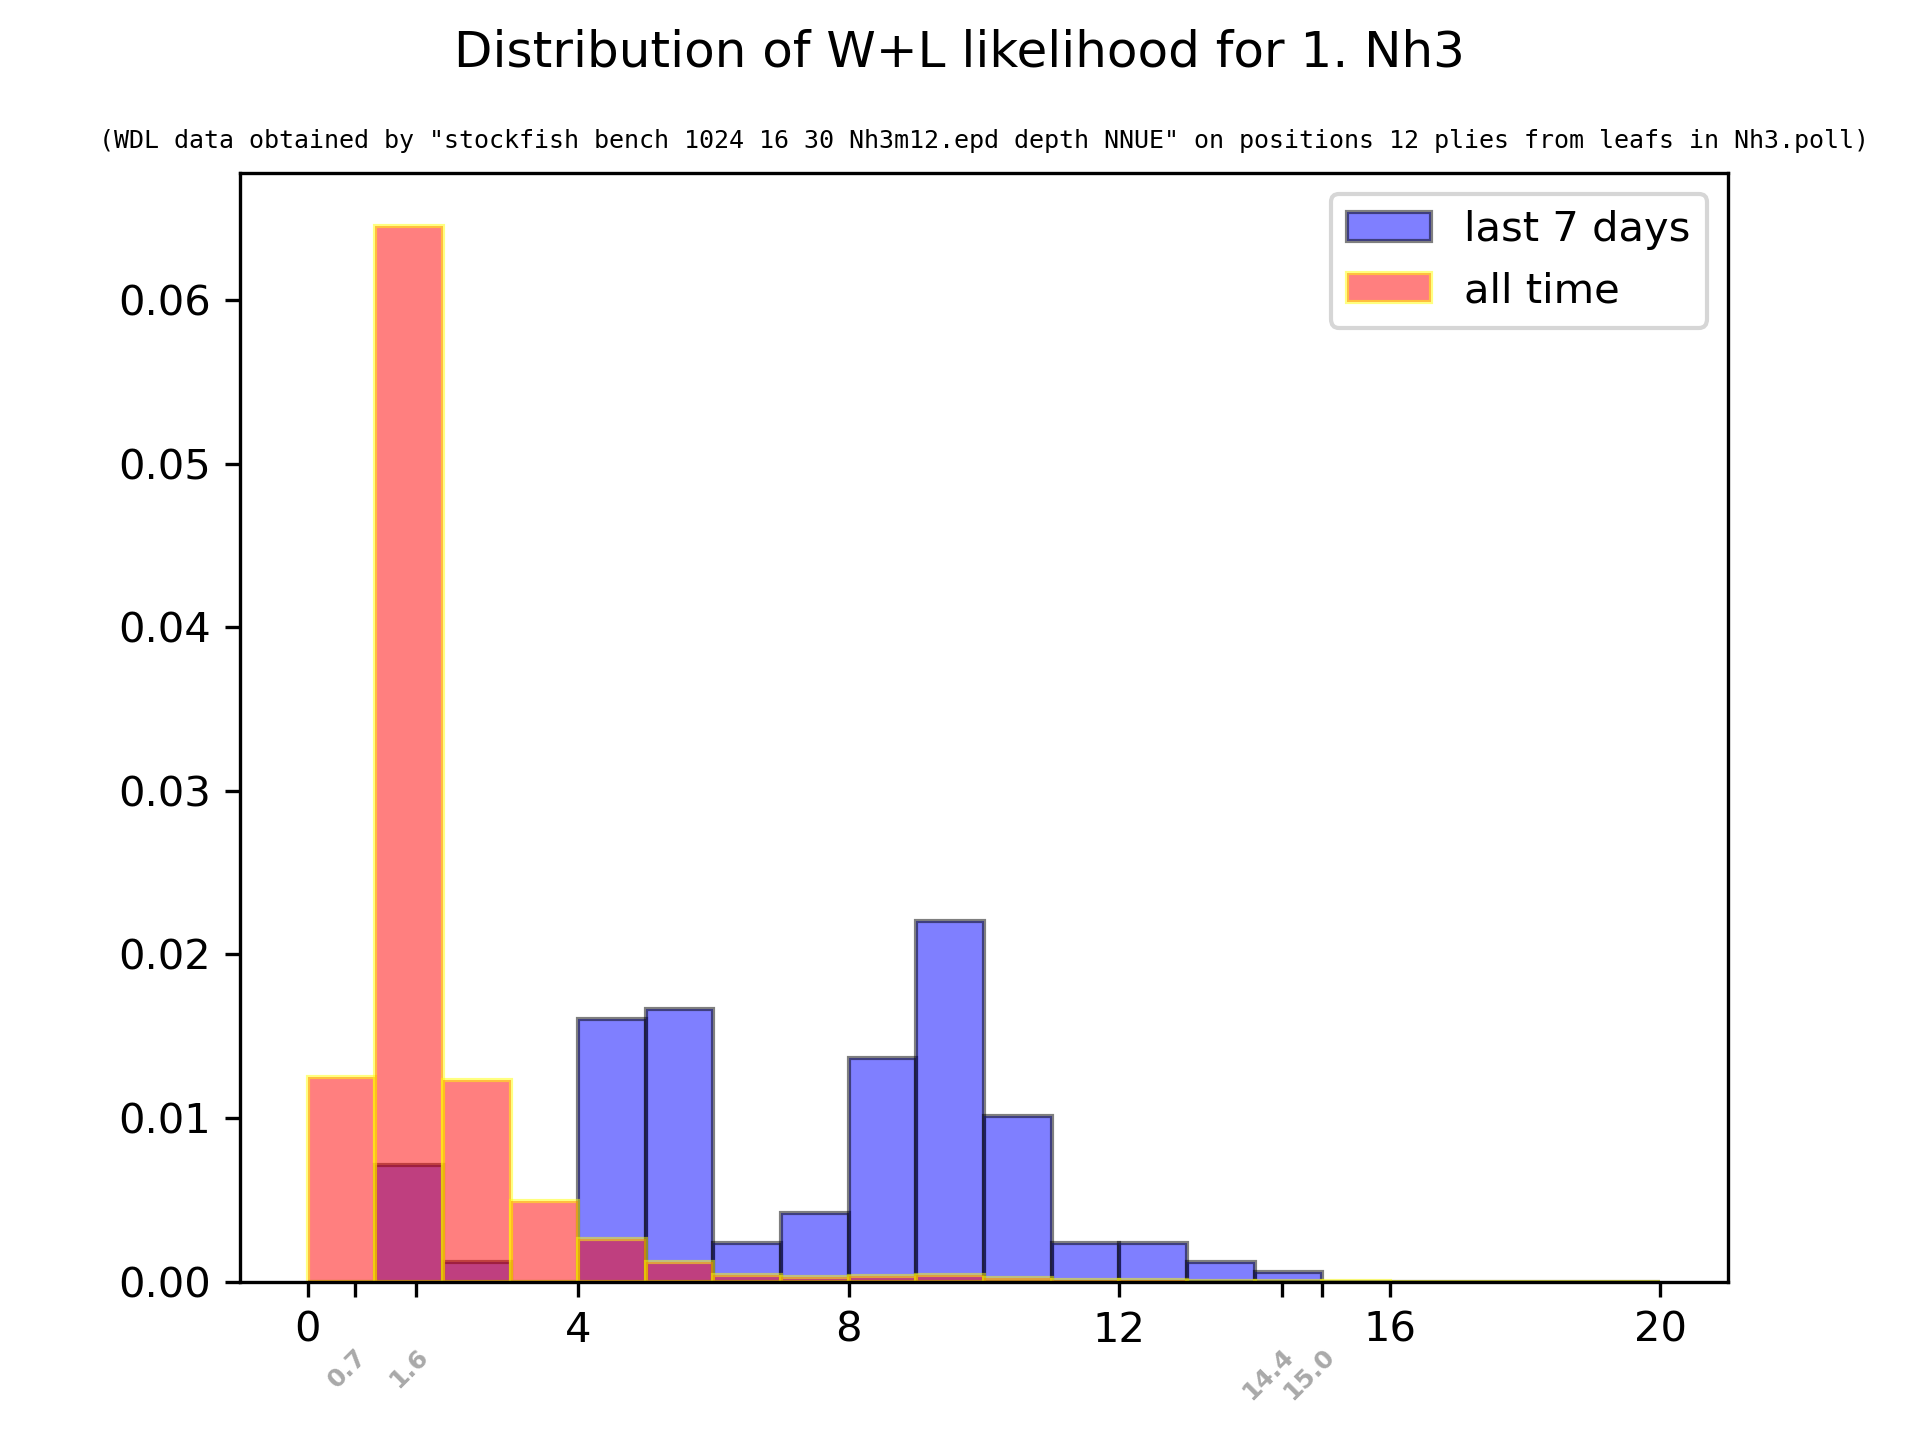 Distribution of W+L likelihood for 1. Nh3
(WDL data obtained by "stockfish bench 1024 16 30 Nh3m12.epd depth NNUE" on positions 12 plies from leafs in Nh3.poll)
last 7 days
all time
0.06
0.05
0.04
0.03
0.02
0.01
0.00
0 4 8 12 16 20
0.7 1.6 14.4 15.0